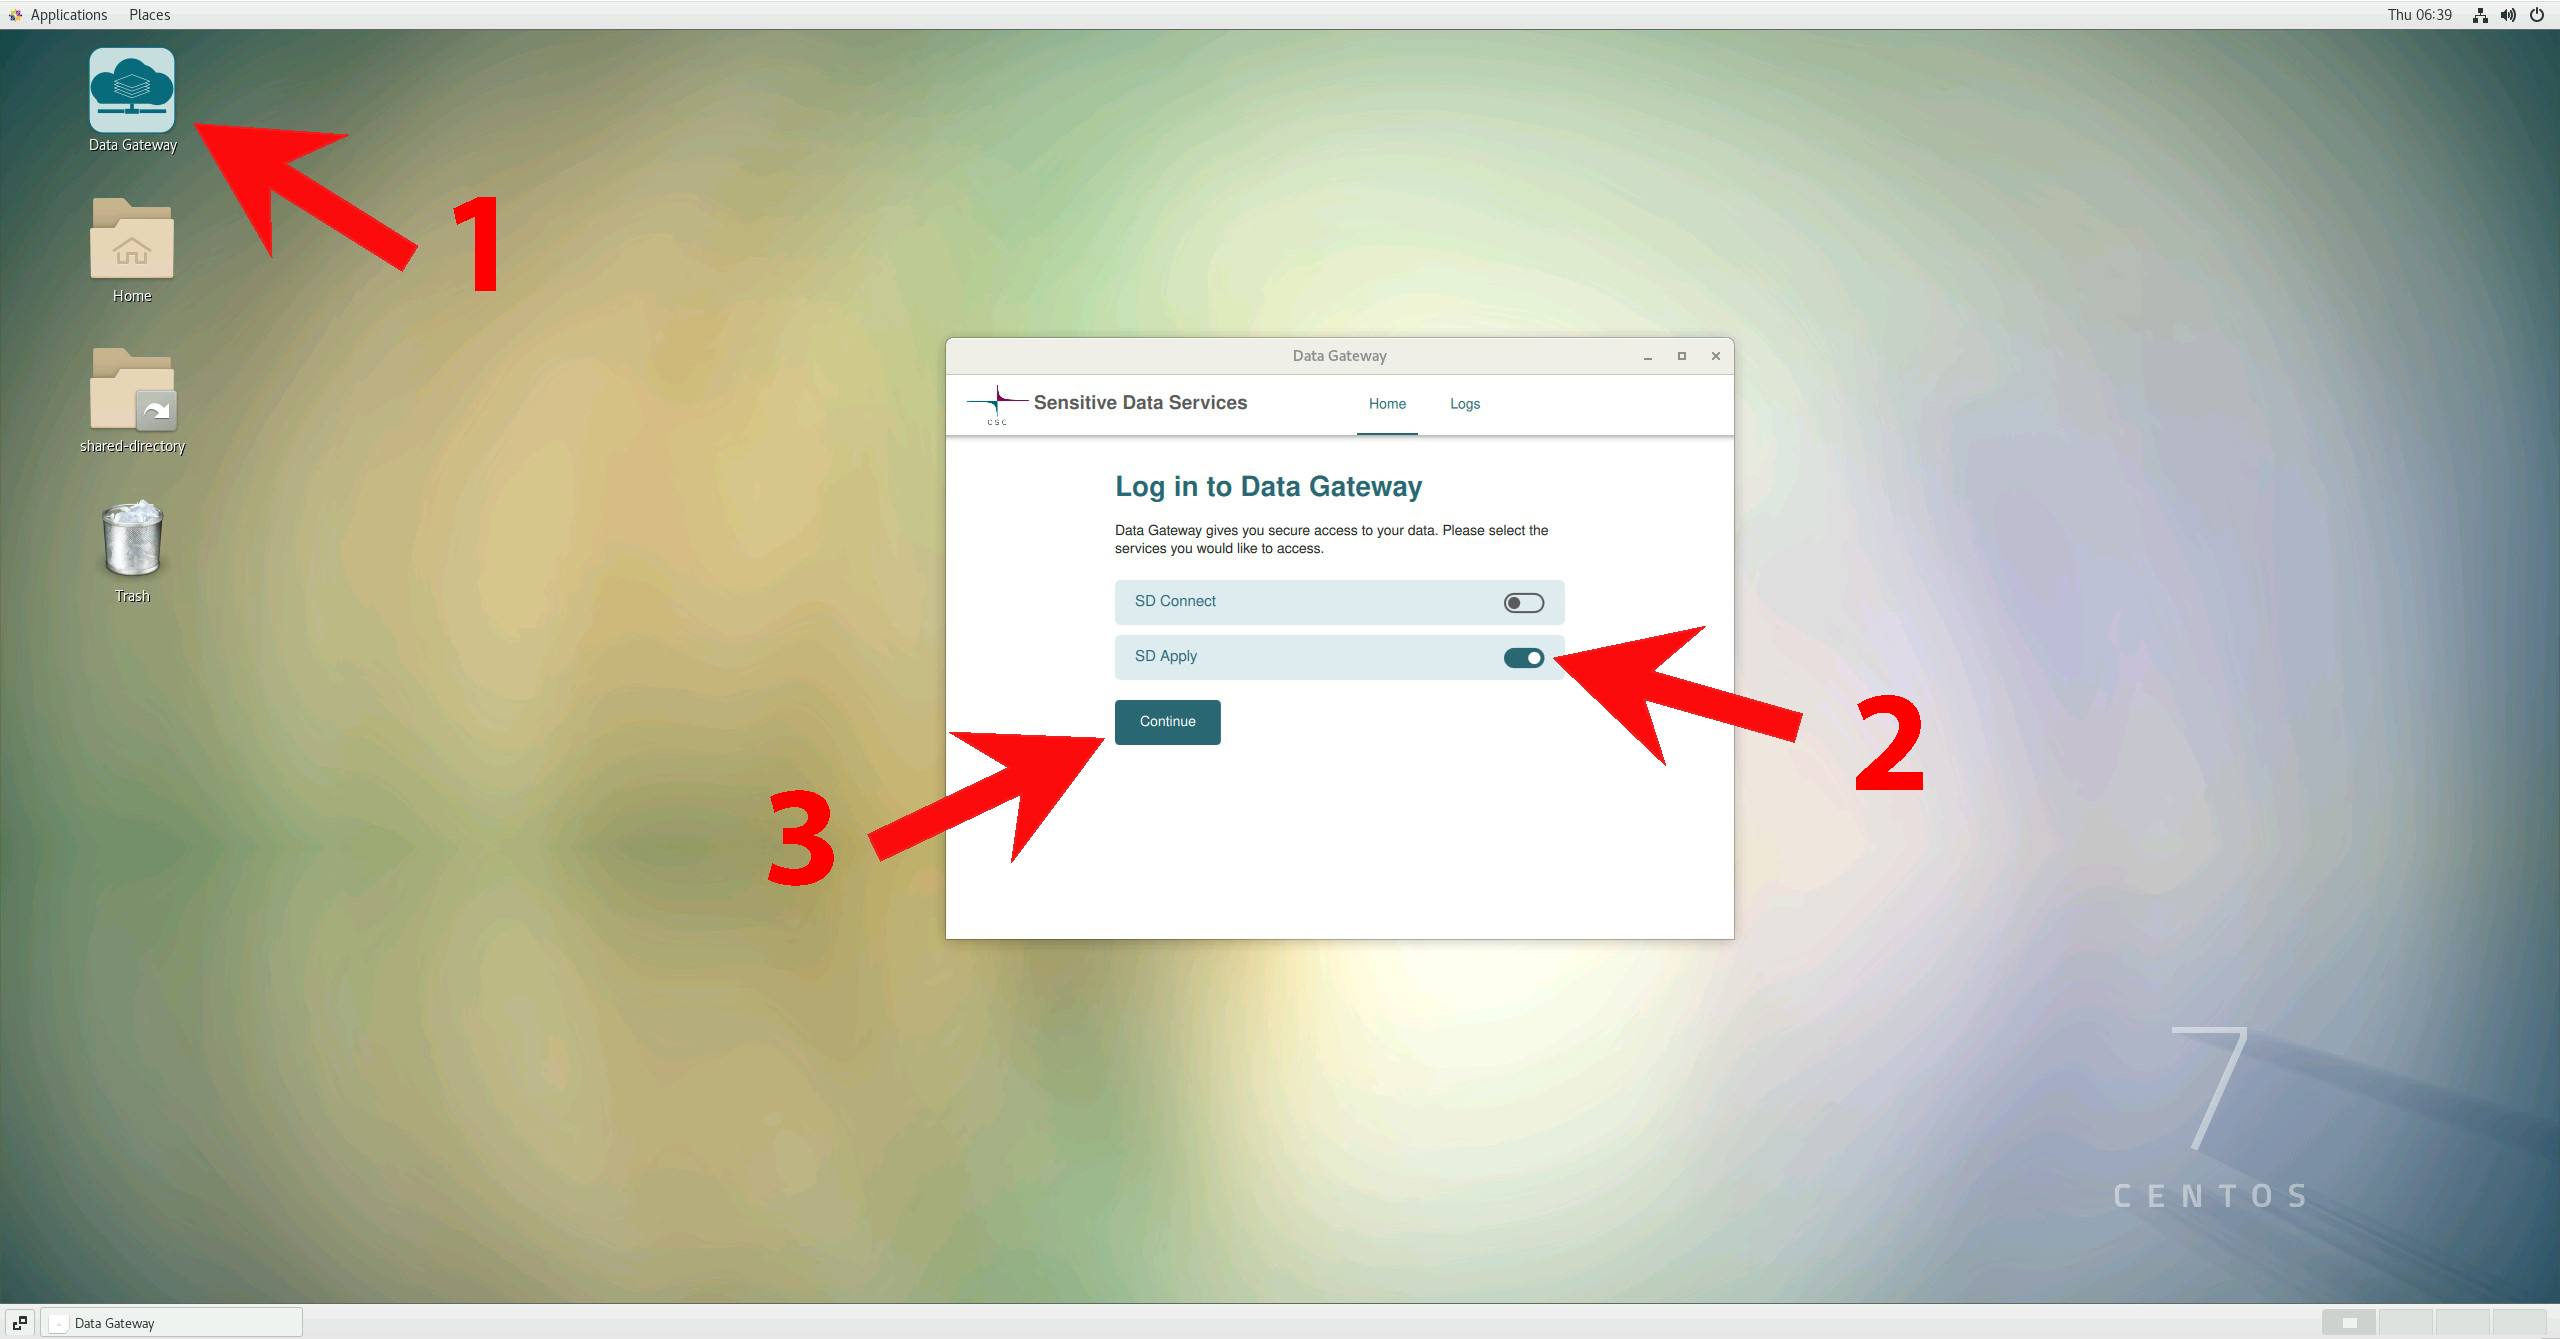 Applications Places
Thu 06:39
Data Gateway
1
Home
shared-directory
Trash
Data Gateway
CSC
Sensitive Data Services
Home Logs
Log in to Data Gateway
Data Gateway gives you secure access to your data. Please select the
services you would like to access.
SD Connect
SD Apply
Continue
2
3
7
CENTOS
Data Gateway